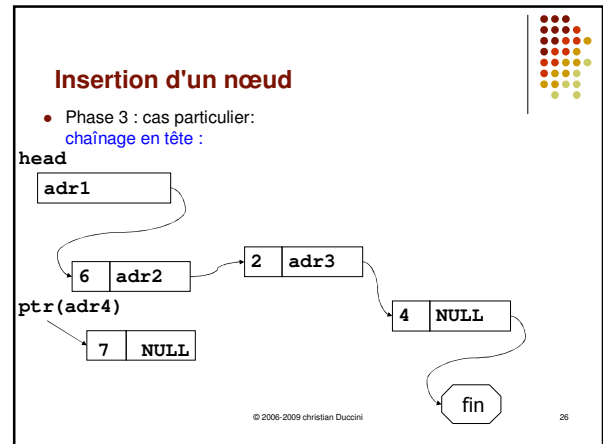 Insertion d'un nœud
● Phase 3 : cas particulier:
chaînage en tête :
head
adr1
6 adr2
2 adr3
ptr(adr4)
4 NULL
7 NULL
fin
© 2006-2009 christian Duccini
26